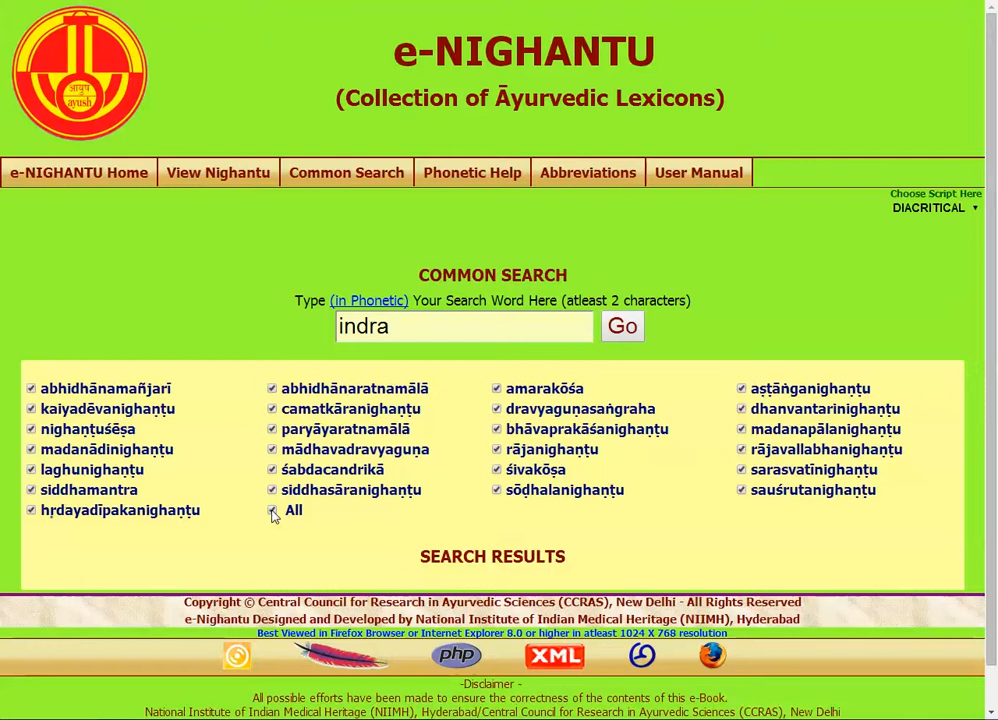 आयुष
ayush
e-NIGHANTU
(Collection of Āyurvedic Lexicons)
e-NIGHANTU Home View Nighantu Common Search Phonetic Help Abbreviations User Manual
Choose Script Here
DIACRITICAL
COMMON SEARCH
Type (in Phonetic) Your Search Word Here (atleast 2 characters)
indra Go
abhidhānamañjarī abhidhānaratnamālā amarakōśa aṣṭāṅganighaṇṭu
kaiyadēvanighaṇṭu camatkāranighaṇṭu dravyaguṇasaṅgraha dhanvantarinighaṇṭu
nighaṇṭuśēṣa paryāyaratnamālā bhāvaprakāśanighaṇṭu madanapālanighaṇṭu
madanādinighaṇṭu mādhavadravyaguṇa rājanighaṇṭu rājavallabhanighaṇṭu
laghunighaṇṭu śabdacandrikā śivakōṣa sarasvatīnighaṇṭu
siddhamantra siddhasāranighaṇṭu sōḍhalanighaṇṭu sauśrutanighaṇṭu
hṛdayadīpakanighaṇṭu All
SEARCH RESULTS
Copyright © Central Council for Research in Ayurvedic Sciences (CCRAS), New Delhi - All Rights Reserved
e-Nighantu Designed and Developed by National Institute of Indian Medical Heritage (NIIMH), Hyderabad
Best Viewed in Firefox Browser or Internet Explorer 8.0 or higher in atleast 1024 X 768 resolution
php XML
-Disclaimer -
All possible efforts have been made to ensure the correctness of the contents of this e-Book.
National Institute of Indian Medical Heritage (NIIMH), Hyderabad/Central Council for Research in Ayurvedic Sciences (CCRAS), New Delhi